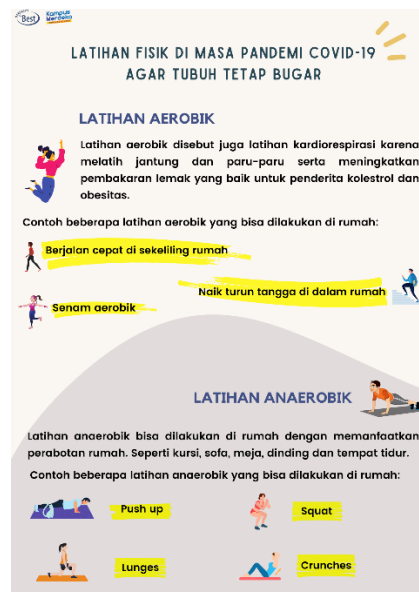 Best
Kampus
Merdeka
LATIHAN FISIK DI MASA PANDEMI COVID-19
AGAR TUBUH TETAP BUGAR
LATIHAN AEROBIK
Latihan aerobik disebut juga latihan kardiorespirasi karena
melatih jantung dan paru-paru serta meningkatkan
pembakaran lemak yang baik untuk penderita kolestrol dan
obesitas.
Contoh beberapa latihan aerobik yang bisa dilakukan di rumah:
Berjalan cepat di sekeliling rumah
Naik turun tangga di dalam rumah
Senam aerobik
LATIHAN ANAEROBIK
Latihan anaerobik bisa dilakukan di rumah dengan memanfaatkan
perabotan rumah. Seperti kursi, sofa, meja, dinding dan tempat tidur.
Contoh beberapa latihan anaerobik yang bisa dilakukan di rumah:
Push up
Squat
Lunges
Crunches